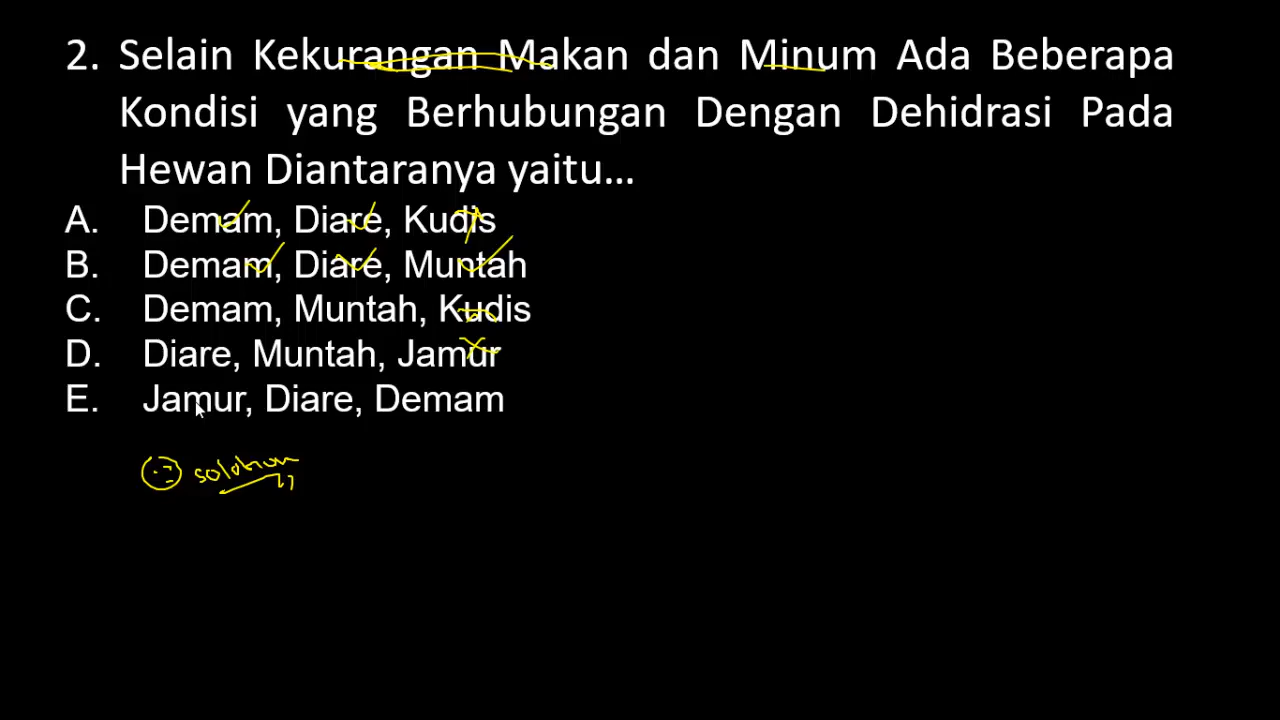 2. Selain Kekurangan Makan dan Minum Ada Beberapa
Kondisi yang Berhubungan Dengan Dehidrasi Pada
Hewan Diantaranya yaitu...
A. Demam, Diare, Kudis
B. Demam, Diare, Muntah
C. Demam, Muntah, Kudis
D. Diare, Muntah, Jamur
E. Jamur, Diare, Demam